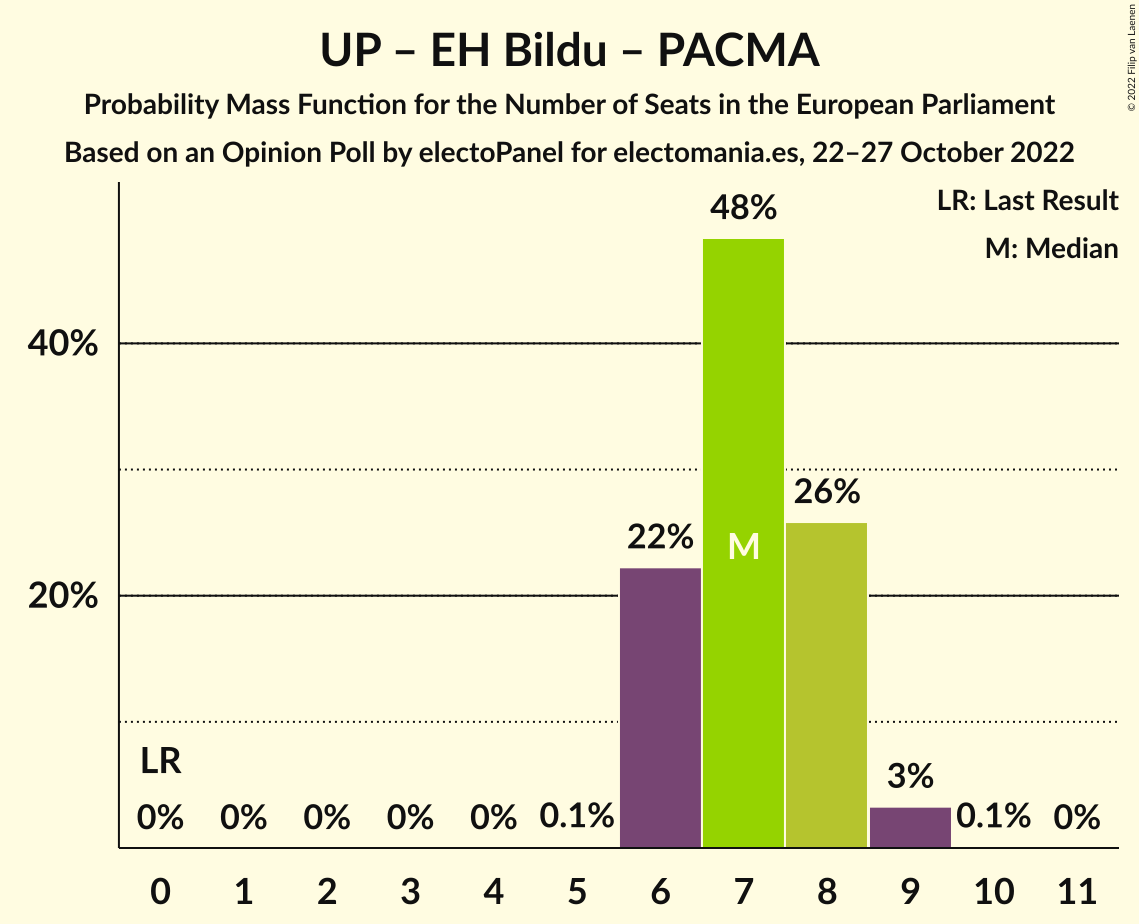 UP – EH Bildu – PACMA
Probability Mass Function for the Number of Seats in the European Parliament
Based on an Opinion Poll by electoPanel for electomania.es, 22–27 October 2022
© 2022 Filip van Laenen
LR: Last Result
M: Median
48%
40%
26%
22%
M
20%
LR
3%
0% 0% 0% 0% 0% 0.1% 0.1% 0%
0 1 2 3 4 5 6 7 8 9 10 11